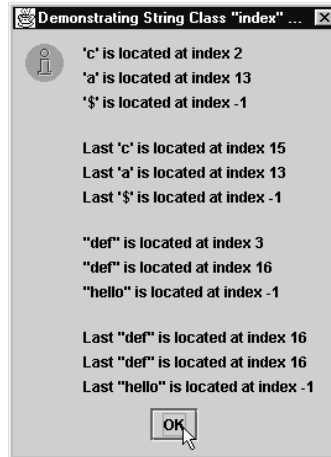 Demonstrating String Class "index" ...
'c' is located at index 2
'a' is located at index 13
'$' is located at index -1
Last 'c' is located at index 15
Last 'a' is located at index 13
Last '$' is located at index -1
"def" is located at index 3
"def" is located at index 16
"hello" is located at index -1
Last "def" is located at index 16
Last "def" is located at index 16
Last "hello" is located at index -1
OK